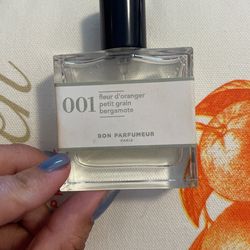 001
fleur d'oranger
petit grain
bergamote
BON PARFUMEUR
PARIS